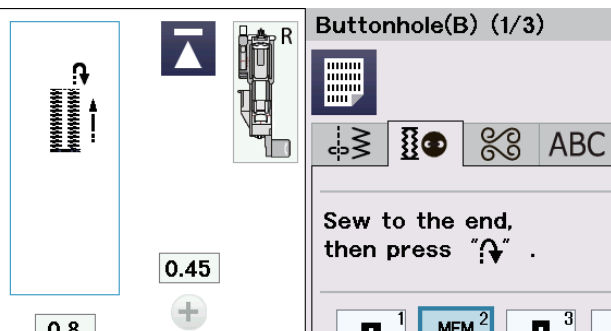 Buttonhole(B) (1/3)
R
ABC
Sew to the end,
then press "↷" .
0.45
0.8
1
MEM 2
3